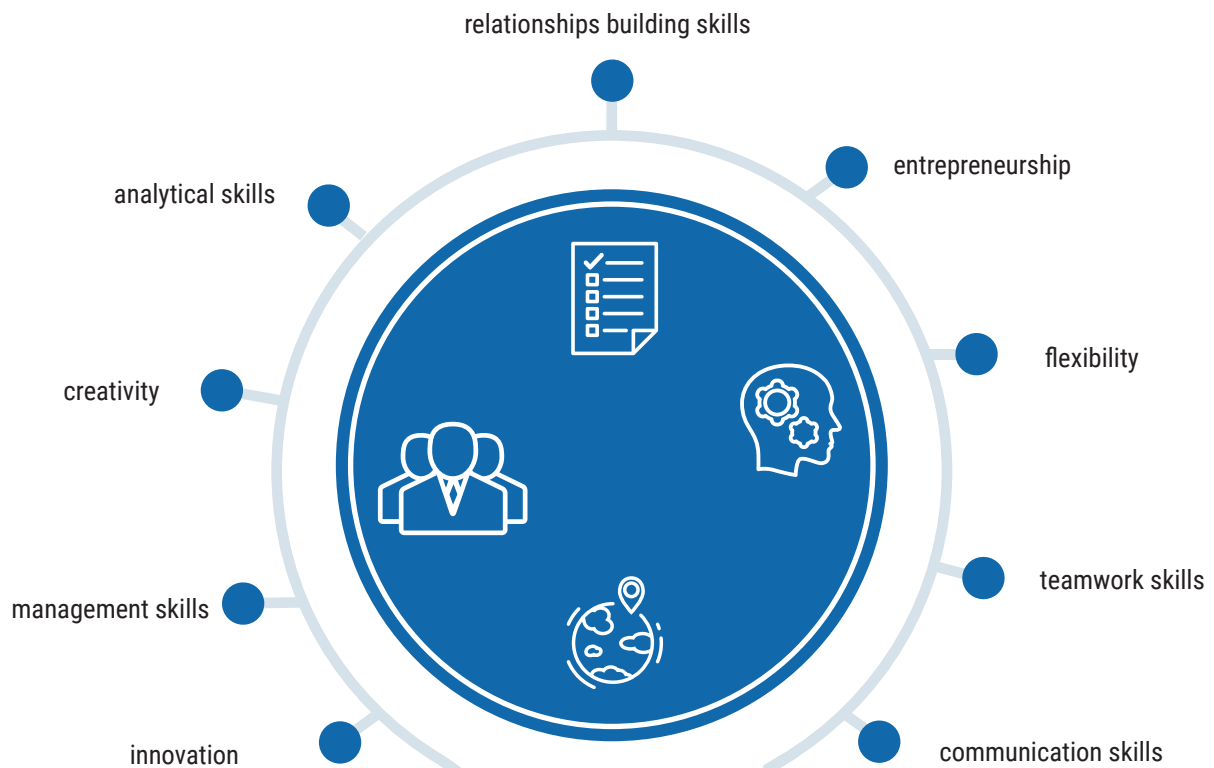 relationships building skills
entrepreneurship
analytical skills
flexibility
creativity
teamwork skills
management skills
communication skills
innovation